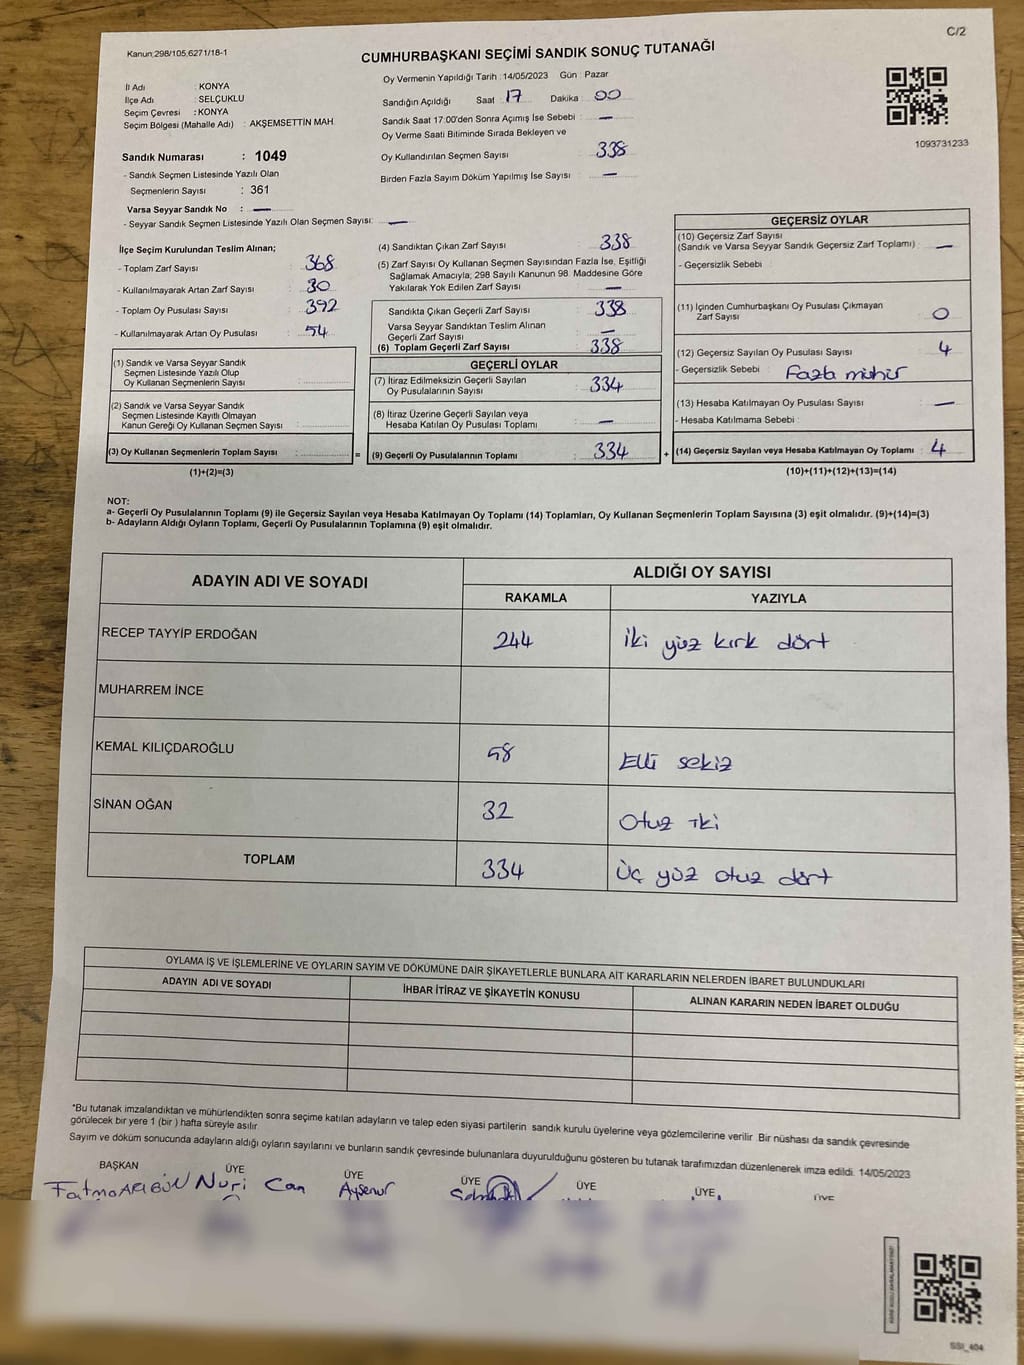 C/2
Kanun:298/105,6271/18-1
CUMHURBAŞKANI SEÇİMİ SANDIK SONUÇ TUTANAĞI
Oy Vermenin Yapıldığı Tarih : 14/05/2023 Gün : Pazar
İl Adı : KONYA
İlçe Adı : SELÇUKLU
Seçim Çevresi : KONYA
Seçim Bölgesi (Mahalle Adı) : AKŞEMSETTİN MAH.
Sandığın Açıldığı Saat : 17 Dakika : 00
Sandık Saat 17:00'den Sonra Açımış İse Sebebi : —
Oy Verme Saati Bitiminde Sırada Bekleyen ve
Oy Kullandırılan Seçmen Sayısı : 338
Birden Fazla Sayım Döküm Yapılmış İse Sayısı : —
1093731233
Sandık Numarası : 1049
- Sandık Seçmen Listesinde Yazılı Olan
Seçmenlerin Sayısı : 361
Varsa Seyyar Sandık No : —
- Seyyar Sandık Seçmen Listesinde Yazılı Olan Seçmen Sayısı: —
İlçe Seçim Kurulundan Teslim Alınan;
- Toplam Zarf Sayısı : 368
- Kullanılmayarak Artan Zarf Sayısı : 30
- Toplam Oy Pusulası Sayısı : 392
- Kullanılmayarak Artan Oy Pusulası : 54
(1) Sandık ve Varsa Seyyar Sandık
Seçmen Listesinde Yazılı Olup
Oy Kullanan Seçmenlerin Sayısı :
(2) Sandık ve Varsa Seyyar Sandık
Seçmen Listesinde Kayıtlı Olmayan
Kanun Gereği Oy Kullanan Seçmen Sayısı :
(3) Oy Kullanan Seçmenlerin Toplam Sayısı : =
(1)+(2)=(3)
(4) Sandıktan Çıkan Zarf Sayısı : 338
(5) Zarf Sayısı Oy Kullanan Seçmen Sayısından Fazla İse, Eşitliği
Sağlamak Amacıyla; 298 Sayılı Kanunun 98. Maddesine Göre
Yakılarak Yok Edilen Zarf Sayısı : —
Sandıkta Çıkan Geçerli Zarf Sayısı : 338
Varsa Seyyar Sandıktan Teslim Alınan
Geçerli Zarf Sayısı : —
(6) Toplam Geçerli Zarf Sayısı : 338
GEÇERLİ OYLAR
(7) İtiraz Edilmeksizin Geçerli Sayılan
Oy Pusulalarının Sayısı : 334
(8) İtiraz Üzerine Geçerli Sayılan veya
Hesaba Katılan Oy Pusulası Toplamı : —
(9) Geçerli Oy Pusulalarının Toplamı : 334 +
GEÇERSİZ OYLAR
(10) Geçersiz Zarf Sayısı
(Sandık ve Varsa Seyyar Sandık Geçersiz Zarf Toplamı) : —
- Geçersizlik Sebebi :
(11) İçinden Cumhurbaşkanı Oy Pusulası Çıkmayan
Zarf Sayısı : 0
(12) Geçersiz Sayılan Oy Pusulası Sayısı : 4
- Geçersizlik Sebebi : Fazla mühür
(13) Hesaba Katılmayan Oy Pusulası Sayısı : —
- Hesaba Katılmama Sebebi :
(14) Geçersiz Sayılan veya Hesaba Katılmayan Oy Toplamı : 4
(10)+(11)+(12)+(13)=(14)
NOT:
a- Geçerli Oy Pusulalarının Toplamı (9) ile Geçersiz Sayılan veya Hesaba Katılmayan Oy Toplamı (14) Toplamları, Oy Kullanan Seçmenlerin Toplam Sayısına (3) eşit olmalıdır. (9)+(14)=(3)
b- Adayların Aldığı Oyların Toplamı, Geçerli Oy Pusulalarının Toplamına (9) eşit olmalıdır.
ADAYIN ADI VE SOYADI
ALDIĞI OY SAYISI
RAKAMLA YAZIYLA
RECEP TAYYİP ERDOĞAN 244 İki yüz kırk dört
MUHARREM İNCE
KEMAL KILIÇDAROĞLU 58 Elli sekiz
SİNAN OĞAN 32 Otuz iki
TOPLAM 334 Üç yüz otuz dört
OYLAMA İŞ VE İŞLEMLERİNE VE OYLARIN SAYIM VE DÖKÜMÜNE DAİR ŞİKAYETLERLE BUNLARA AİT KARARLARIN NELERDEN İBARET BULUNDUKLARI
ADAYIN ADI VE SOYADI İHBAR İTİRAZ VE ŞİKAYETİN KONUSU ALINAN KARARIN NEDEN İBARET OLDUĞU
*Bu tutanak imzalandıktan ve mühürlendikten sonra seçime katılan adayların ve talep eden siyasi partilerin sandık kurulu üyelerine veya gözlemcilerine verilir. Bir nüshası da sandık çevresinde
görülecek bir yere 1 (bir) hafta süreyle asılır.
Sayım ve döküm sonucunda adayların aldığı oyların sayılarını ve bunların sandık çevresinde bulunanlara duyurulduğunu gösteren bu tutanak tarafımızdan düzenlenerek imza edildi. 14/05/2023
BAŞKAN ÜYE ÜYE ÜYE ÜYE ÜYE ÜYE
Fatma ARIGÜN Nuri Can Ayşenur
SSI_404